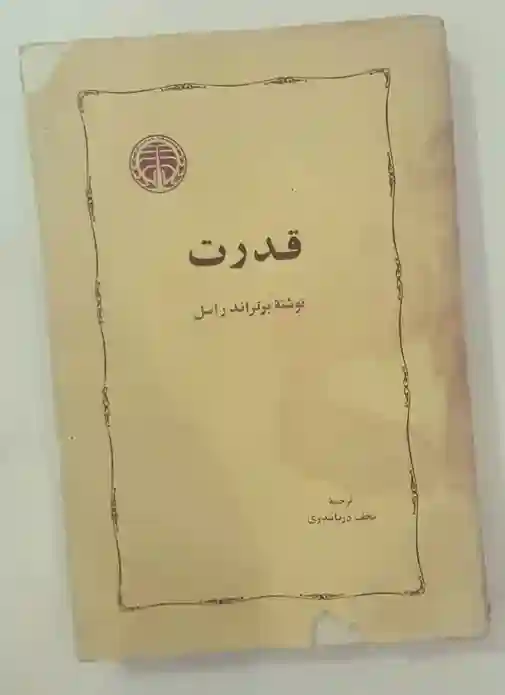 قدرت
نوشتهٔ برتراند راسل
ترجمهٔ
نجف دریابندری